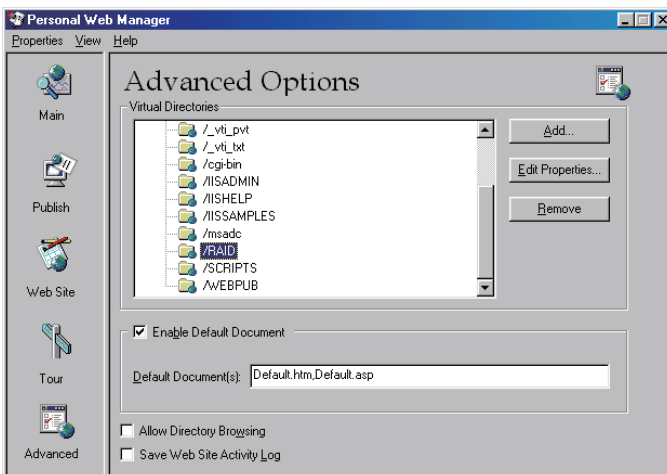 Personal Web Manager
Properties View Help
Main
Publish
Web Site
Tour
Advanced
Advanced Options
Virtual Directories
/_vti_pvt
/_vti_txt
/cgi-bin
/IISADMIN
/IISHELP
/IISSAMPLES
/msadc
/RAID
/SCRIPTS
/WEBPUB
Add...
Edit Properties...
Remove
Enable Default Document
Default Document(s): Default.htm,Default.asp
Allow Directory Browsing
Save Web Site Activity Log